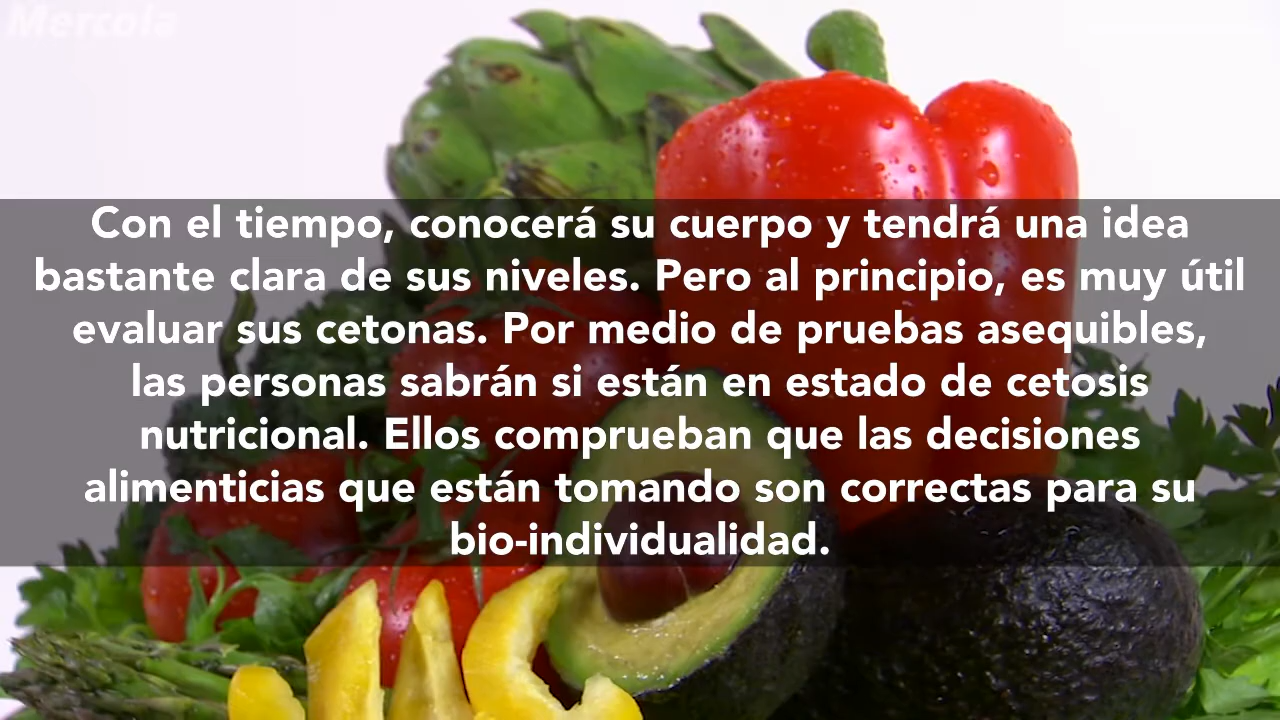 Mercola
Con el tiempo, conocerá su cuerpo y tendrá una idea
bastante clara de sus niveles. Pero al principio, es muy útil
evaluar sus cetonas. Por medio de pruebas asequibles,
las personas sabrán si están en estado de cetosis
nutricional. Ellos comprueban que las decisiones
alimenticias que están tomando son correctas para su
bio-individualidad.